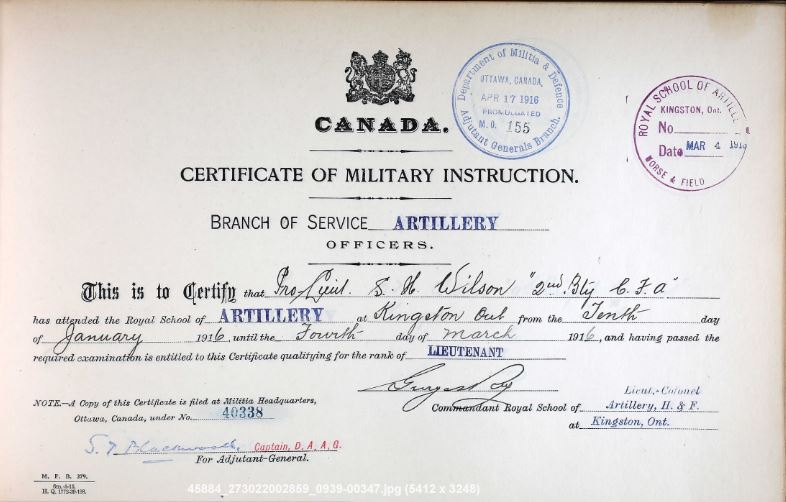 CANADA.
CERTIFICATE OF MILITARY INSTRUCTION.
BRANCH OF SERVICE ARTILLERY
OFFICERS.
Department of Militia & Defence
OTTAWA, CANADA,
APR 17 1916
PROMULGATED
M. O. 155
Adjutant Generals Branch.
ROYAL SCHOOL OF ARTILLE
KINGSTON, Ont.
No
Date MAR 4 191
HORSE & FIELD
This is to Certify that Pro Lieut. S. H. Wilson "2nd Bty C. F. A"
has attended the Royal School of ARTILLERY at Kingston Ont from the Tenth day
of January 1916, until the Fourth day of March 1916, and having passed the
required examination is entitled to this Certificate qualifying for the rank of LIEUTENANT
Lieut.-Colonel
NOTE.—A Copy of this Certificate is filed at Militia Headquarters,
Ottawa, Canada, under No. 40338
Commandant Royal School of Artillery, H. & F.
at Kingston, Ont.
Captain, D. A. A. G.
For Adjutant-General.
M. F. B. 379.
45884_273022002859_0939-00347.jpg (5412 x 3248)